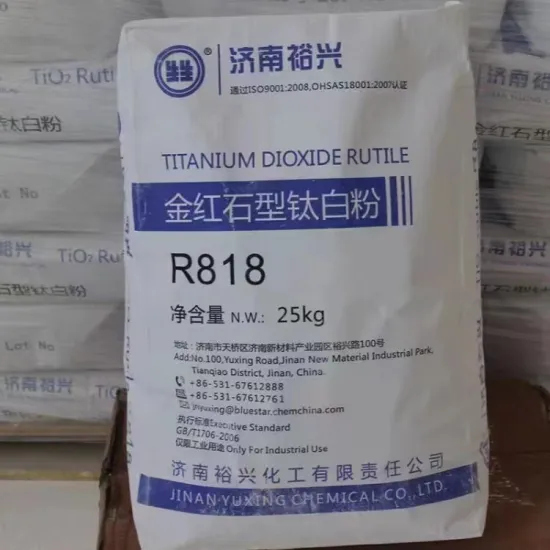 ® 济南裕兴
通过ISO9001:2008,OHSAS18001:2007认证
TITANIUM DIOXIDE RUTILE
金红石型钛白粉
R818
净含量 N.W.: 25kg
地址: 济南市天桥区济南新材料产业园区裕兴路100号
Add:No.100,Yuxing Road,Jinan New Material Industrial Park,
Tianqiao District, Jinan, China.
+86-531-67612888
+86-531-67612761
jnyuxing@bluestar.chemchina.com
执行标准Executive Standard
GB/T1706-2006
仅限工业用途 Only For Industrial Use
济南裕兴化工有限责任公司
JINAN YUXING CHEMICAL CO.,LTD.
TiO2 Ruti
钛白粉
Lot No
裕兴
TiO2 Rutil
石型钛白粉
Lot No